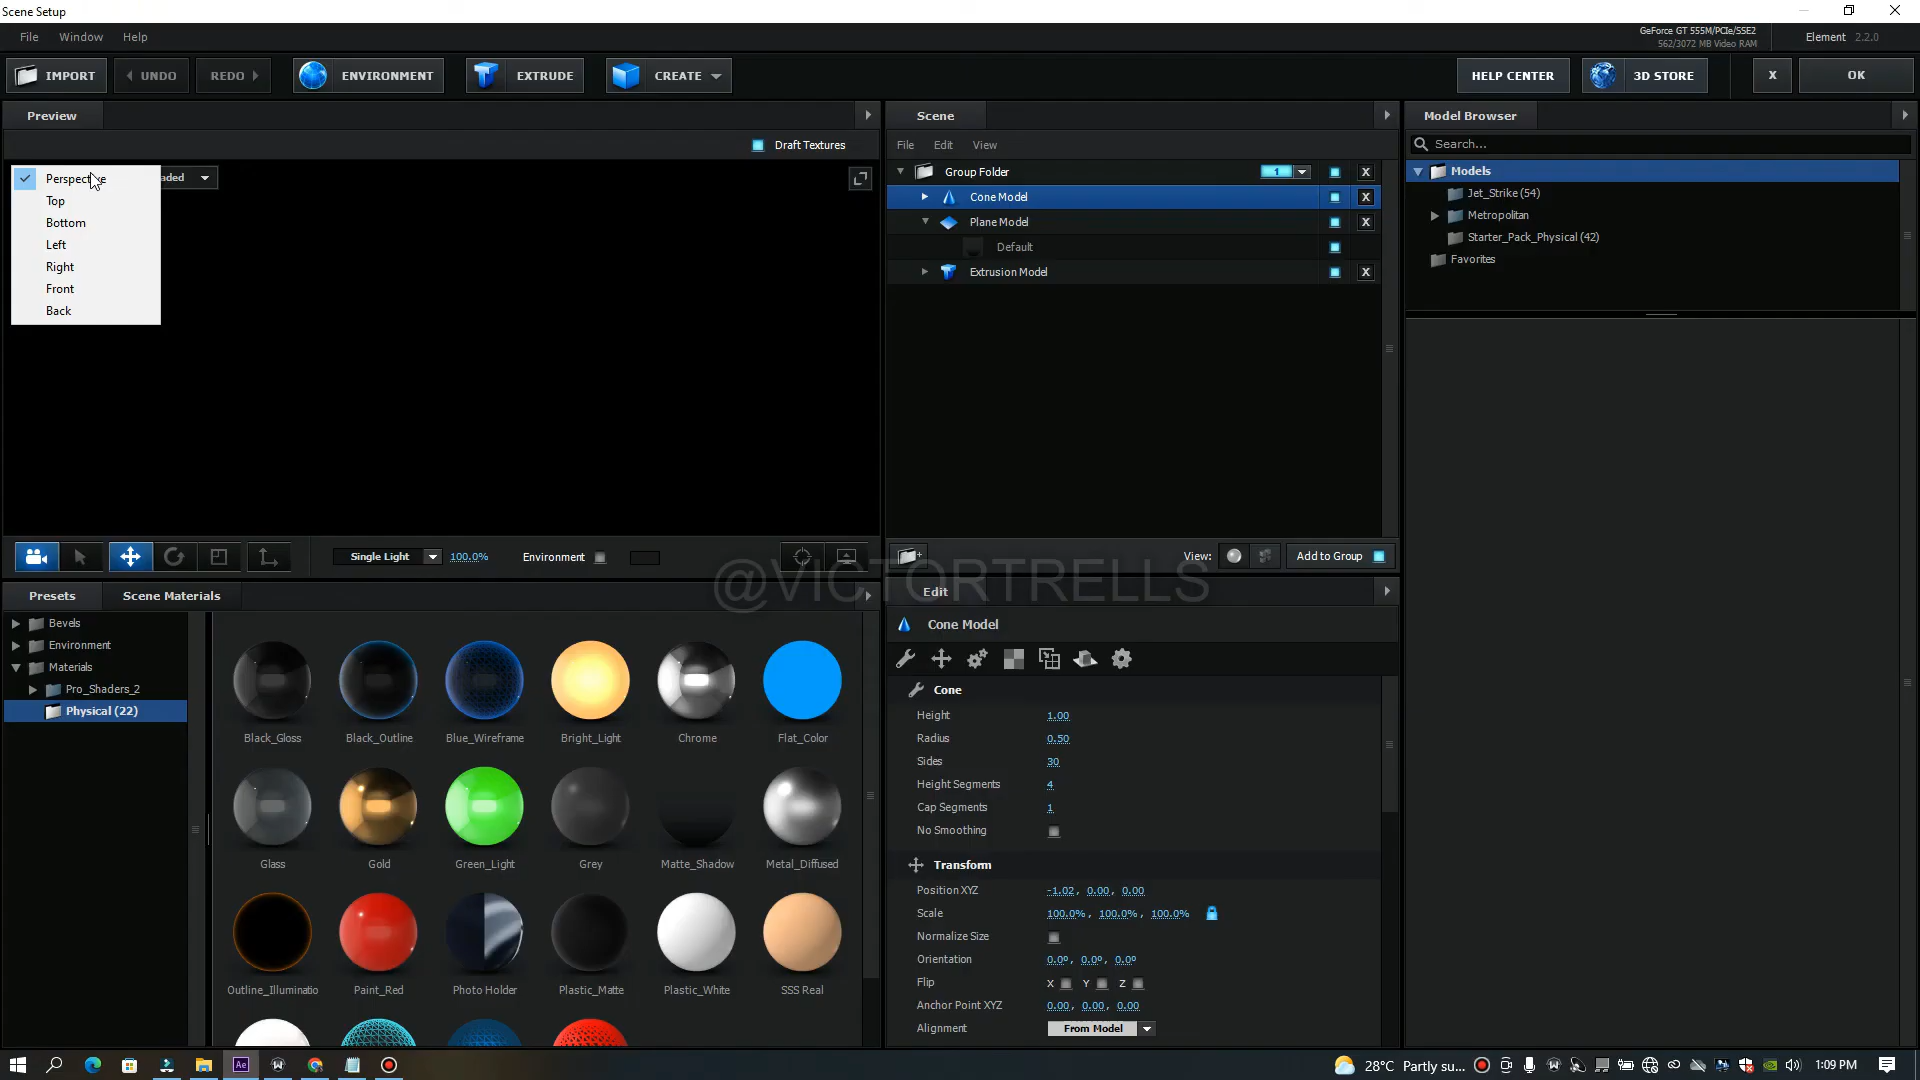 Scene Setup
File Window Help
GeForce GT 555M/PCIe/SSE2
562/3072 MB Video RAM
Element 2.2.0
IMPORT UNDO REDO ENVIRONMENT EXTRUDE CREATE HELP CENTER 3D STORE X OK
Preview
Draft Textures
Perspective
aded
Top
Bottom
Left
Right
Front
Back
Single Light 100.0% Environment
Scene
File Edit View
Group Folder 1 X
Cone Model X
Plane Model X
Default
Extrusion Model X
View: Add to Group
Model Browser
Search...
Models
Jet_Strike (54)
Metropolitan
Starter_Pack_Physical (42)
Favorites
@VICTORTRELLS
Presets Scene Materials
Bevels
Environment
Materials
Pro_Shaders_2
Physical (22)
Black_Gloss Black_Outline Blue_Wireframe Bright_Light Chrome Flat_Color
Glass Gold Green_Light Grey Matte_Shadow Metal_Diffused
Outline_Illuminatio Paint_Red Photo Holder Plastic_Matte Plastic_White SSS Real
Edit
Cone Model
Cone
Height 1.00
Radius 0.50
Sides 30
Height Segments 4
Cap Segments 1
No Smoothing
Transform
Position XYZ -1.02, 0.00, 0.00
Scale 100.0%, 100.0%, 100.0%
Normalize Size
Orientation 0.0º, 0.0º, 0.0º
Flip X Y Z
Anchor Point XYZ 0.00, 0.00, 0.00
Alignment From Model
Ae
28°C Partly su... 1:09 PM